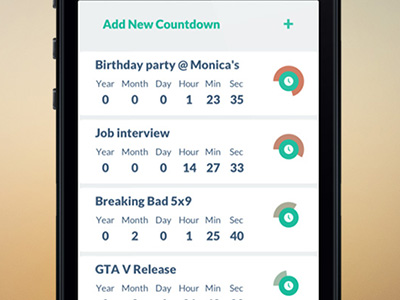 Add New Countdown +
Birthday party @ Monica's
Year Month Day Hour Min Sec
0 0 0 1 23 35
Job interview
Year Month Day Hour Min Sec
0 0 0 14 27 33
Breaking Bad 5x9
Year Month Day Hour Min Sec
0 2 0 1 25 40
GTA V Release
Year Month Day Hour Min Sec